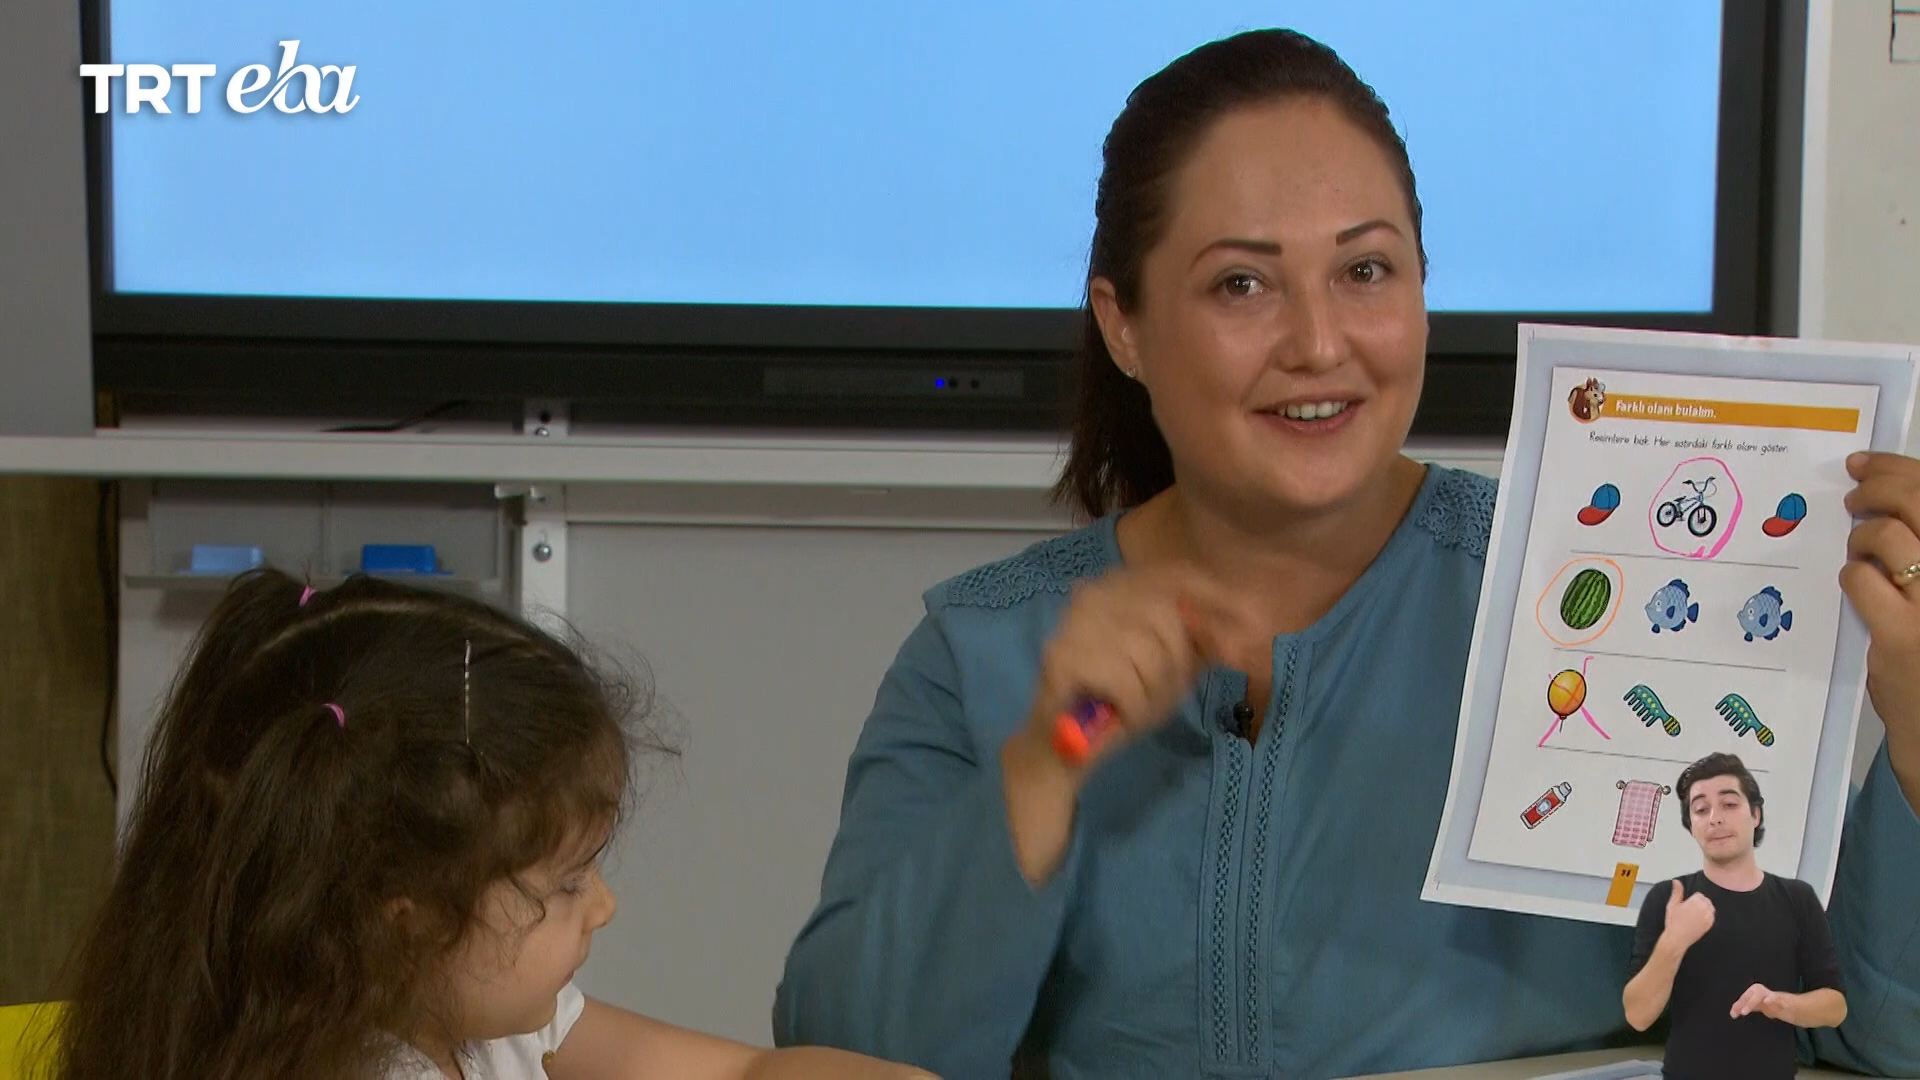 TRT eba
Farklı olanı bulalım.
Resimlere bak. Her satırdaki farklı olanı göster.